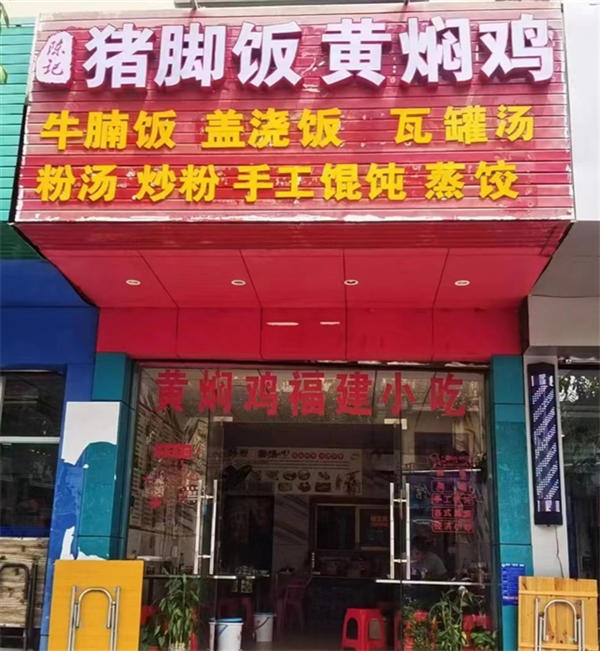 陈记
猪脚饭 黄焖鸡
牛腩饭 盖浇饭 瓦罐汤
粉汤 炒粉 手工馄饨 蒸饺
黄焖鸡福建小吃